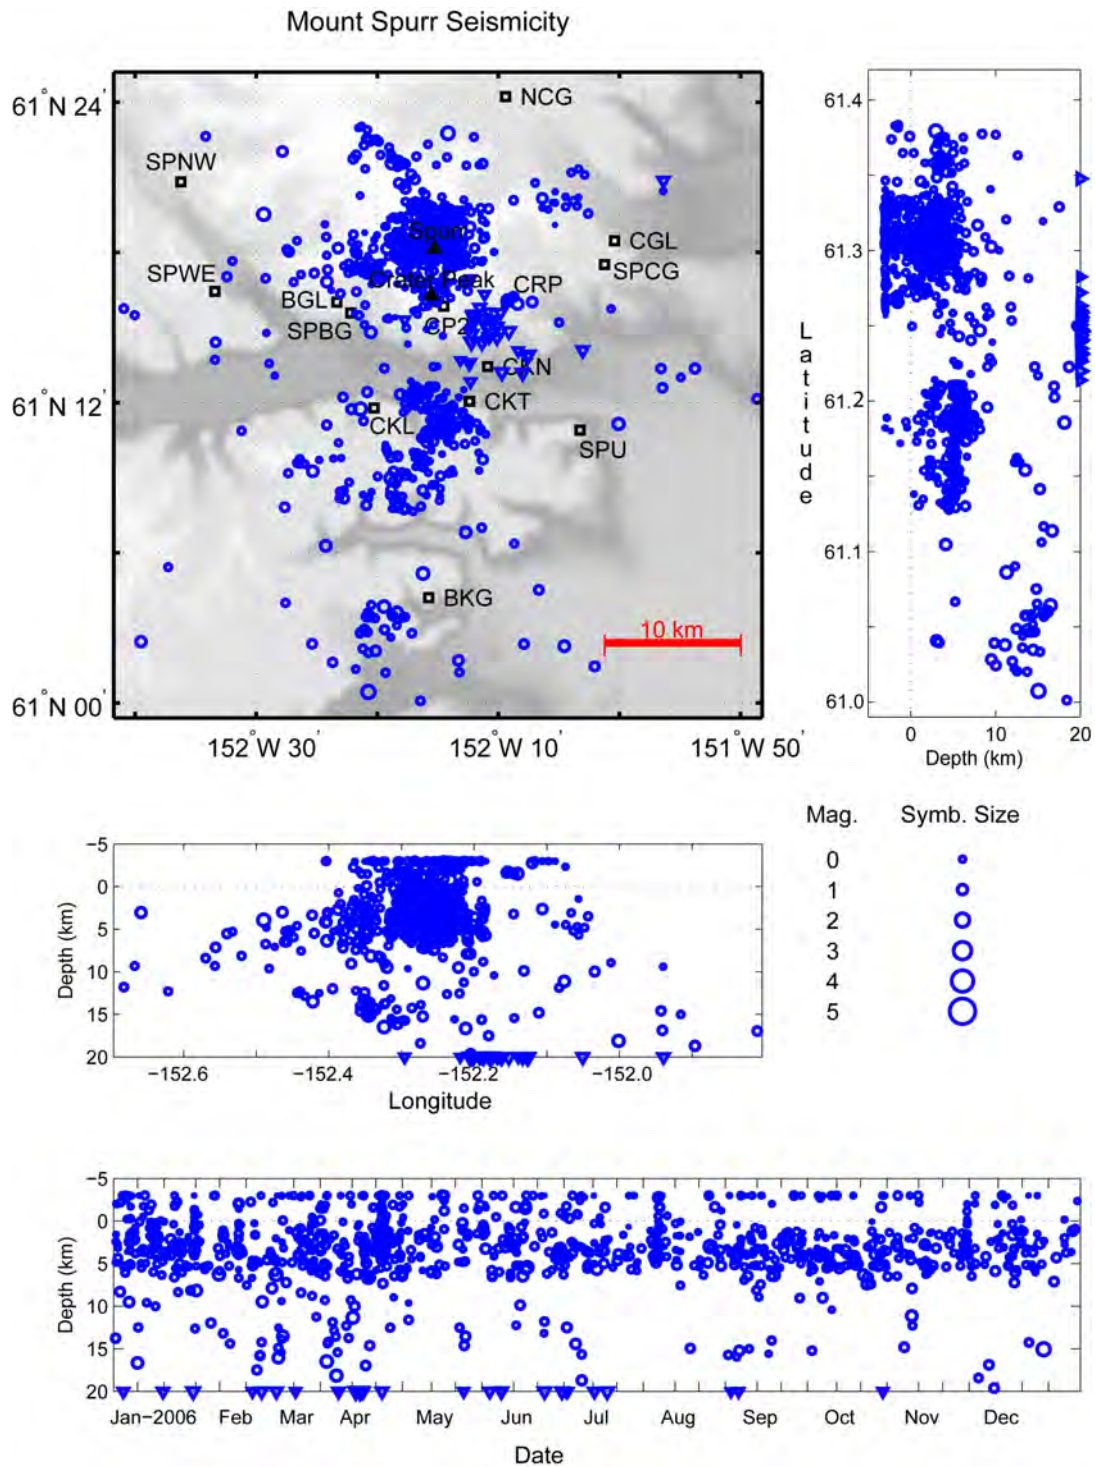 Mount Spurr Seismicity
61°N 24'
61°N 12'
61°N 00'
NCG
SPNW
Spurr
CGL
SPCG
SPWE
Crater Peak
CRP
BGL
SPBG
CP2
CKN
CKT
CKL
SPU
BKG
10 km
152°W 30'
152°W 10'
151°W 50'
61.4
61.3
61.2
61.1
61.0
Latitude
0 10 20
Depth (km)
−5
0
5
10
15
20
Depth (km)
−152.6 −152.4 −152.2 −152.0
Longitude
Mag. Symb. Size
0
1
2
3
4
5
−5
0
5
10
15
20
Depth (km)
Jan−2006 Feb Mar Apr May Jun Jul Aug Sep Oct Nov Dec
Date